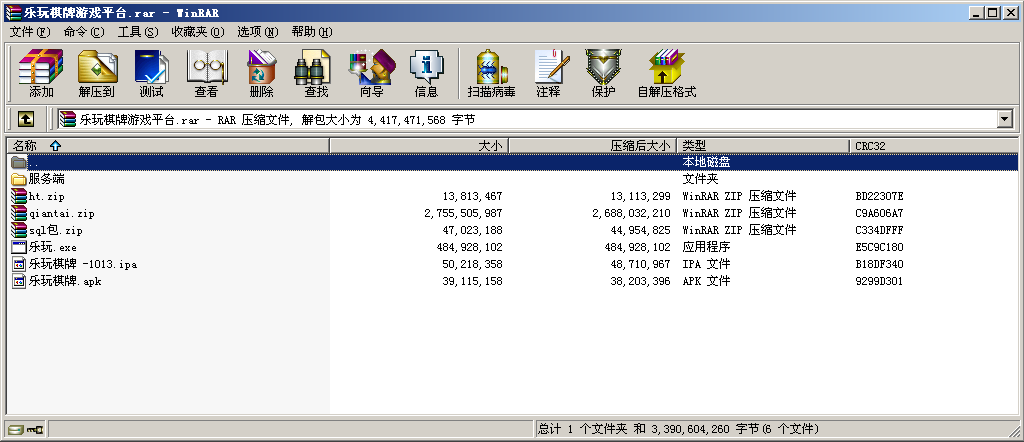 乐玩棋牌游戏平台.rar - WinRAR
文件(F) 命令(C) 工具(S) 收藏夹(O) 选项(N) 帮助(H)
添加 解压到 测试 查看 删除 查找 向导 信息 扫描病毒 注释 保护 自解压格式
乐玩棋牌游戏平台.rar - RAR 压缩文件, 解包大小为 4,417,471,568 字节
名称 大小 压缩后大小 类型 CRC32
.. 本地磁盘
服务端 文件夹
ht.zip 13,813,467 13,113,299 WinRAR ZIP 压缩文件 BD22307E
qiantai.zip 2,755,505,987 2,688,032,210 WinRAR ZIP 压缩文件 C9A606A7
sql包.zip 47,023,188 44,954,825 WinRAR ZIP 压缩文件 C334DFFF
乐玩.exe 484,928,102 484,928,102 应用程序 E5C9C180
乐玩棋牌 -1013.ipa 50,218,358 48,710,967 IPA 文件 B18DF340
乐玩棋牌.apk 39,115,158 38,203,396 APK 文件 9299D301
总计 1 个文件夹 和 3,390,604,260 字节(6 个文件)